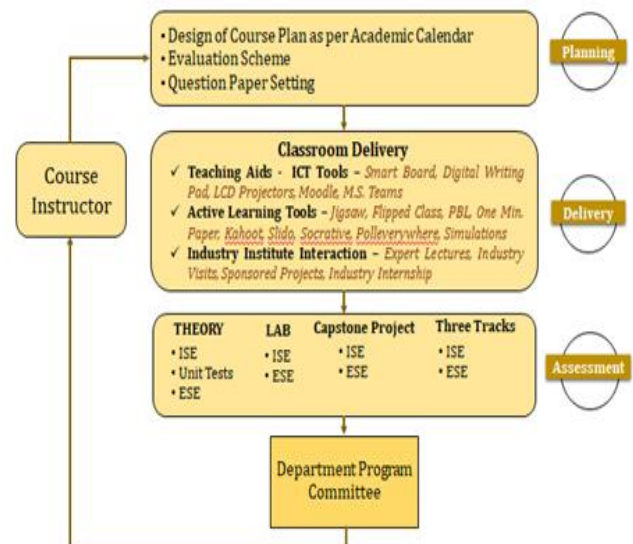 • Design of Course Plan as per Academic Calendar
• Evaluation Scheme
• Question Paper Setting
Planning
Course
Instructor
Classroom Delivery
✓ Teaching Aids - ICT Tools – Smart Board, Digital Writing
Pad, LCD Projectors, Moodle, M.S. Teams
✓ Active Learning Tools – Jigsaw, Flipped Class, PBL, One Min.
Paper, Kahoot, Slido, Socrative, Polleverywhere, Simulations
✓ Industry Institute Interaction – Expert Lectures, Industry
Visits, Sponsored Projects, Industry Internship
Delivery
THEORY
• ISE
• Unit Tests
• ESE
LAB
• ISE
• ESE
Capstone Project
• ISE
• ESE
Three Tracks
• ISE
• ESE
Assessment
Department Program
Committee